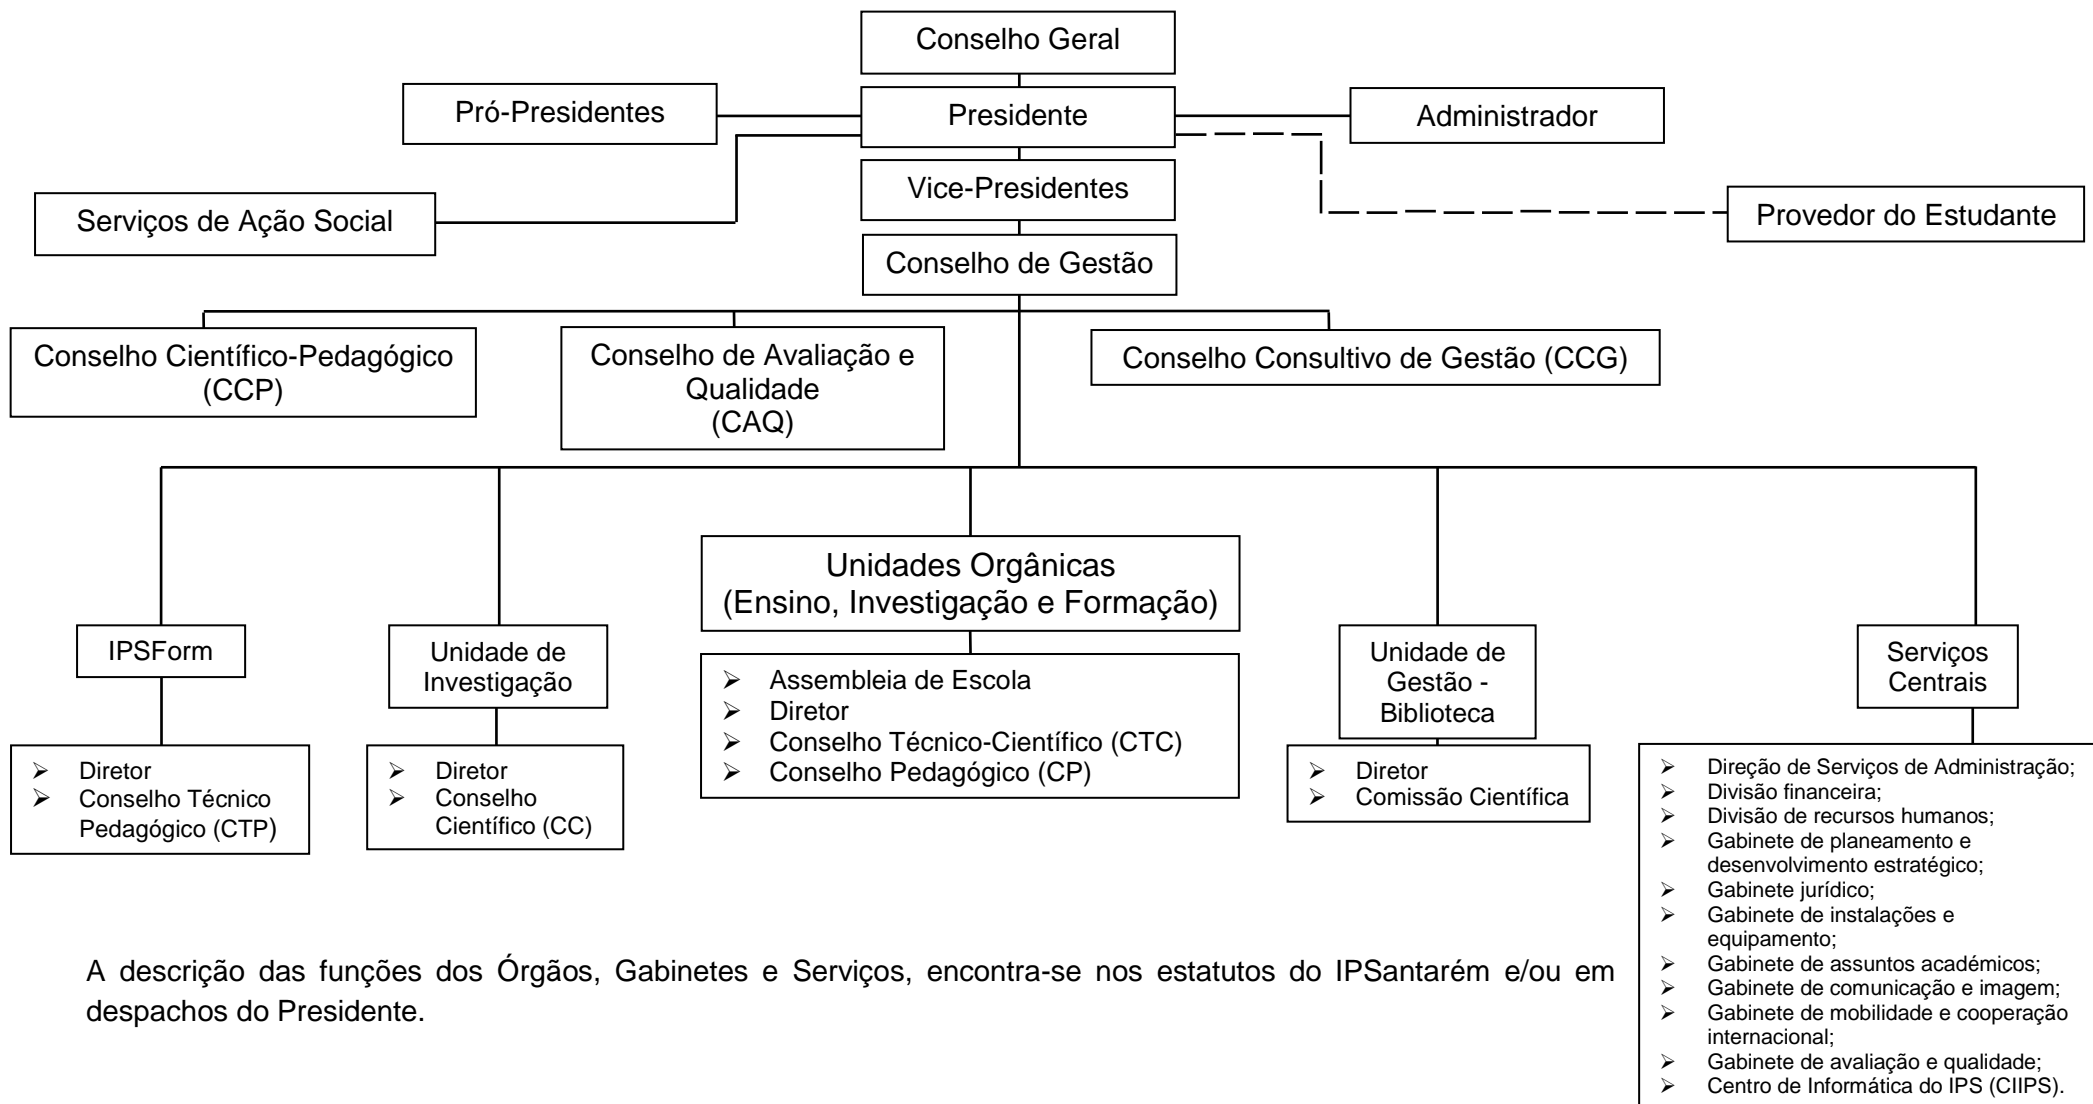 Conselho Geral
Pró-Presidentes
Presidente
Administrador
Vice-Presidentes
Serviços de Ação Social
Provedor do Estudante
Conselho de Gestão
Conselho Científico-Pedagógico
(CCP)
Conselho de Avaliação e
Qualidade
(CAQ)
Conselho Consultivo de Gestão (CCG)
Unidades Orgânicas
(Ensino, Investigação e Formação)
IPSForm
Unidade de
Investigação
Unidade de
Gestão -
Biblioteca
Serviços
Centrais
➢ Diretor
➢ Conselho Técnico
Pedagógico (CTP)
➢ Diretor
➢ Conselho
Científico (CC)
➢ Assembleia de Escola
➢ Diretor
➢ Conselho Técnico-Científico (CTC)
➢ Conselho Pedagógico (CP)
➢ Diretor
➢ Comissão Científica
➢ Direção de Serviços de Administração;
➢ Divisão financeira;
➢ Divisão de recursos humanos;
➢ Gabinete de planeamento e
desenvolvimento estratégico;
➢ Gabinete jurídico;
➢ Gabinete de instalações e
equipamento;
➢ Gabinete de assuntos académicos;
➢ Gabinete de comunicação e imagem;
➢ Gabinete de mobilidade e cooperação
internacional;
➢ Gabinete de avaliação e qualidade;
➢ Centro de Informática do IPS (CIIPS).
A descrição das funções dos Órgãos, Gabinetes e Serviços, encontra-se nos estatutos do IPSantarém e/ou em
despachos do Presidente.